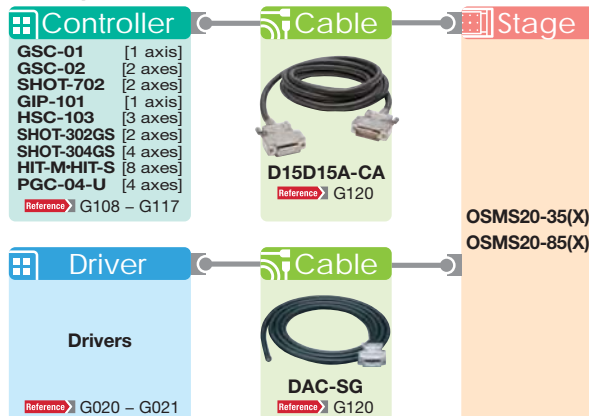 Controller
GSC-01 [1 axis]
GSC-02 [2 axes]
SHOT-702 [2 axes]
GIP-101 [1 axis]
HSC-103 [3 axes]
SHOT-302GS [2 axes]
SHOT-304GS [4 axes]
HIT-M•HIT-S [8 axes]
PGC-04-U [4 axes]
Reference G108 – G117
Cable
D15D15A-CA
Reference G120
Stage
OSMS20-35(X)
OSMS20-85(X)
Driver
Drivers
Reference G020 – G021
Cable
DAC-SG
Reference G120